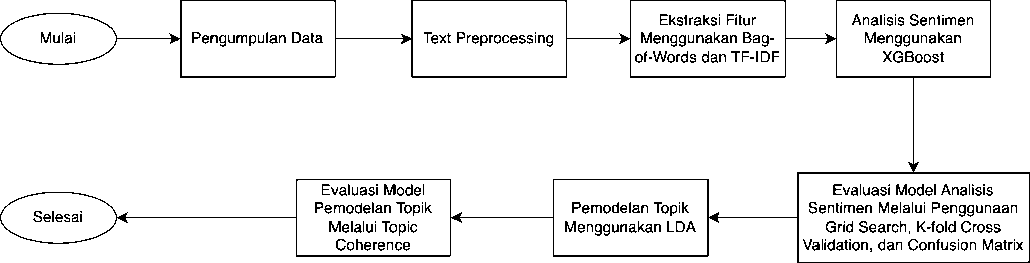 Mulai
Pengumpulan Data
Text Preprocessing
Ekstraksi Fitur
Menggunakan Bag-
of-Words dan TF-IDF
Analisis Sentimen
Menggunakan
XGBoost
Evaluasi Model Analisis
Sentimen Melalui Penggunaan
Grid Search, K-fold Cross
Validation, dan Confusion Matrix
Pemodelan Topik
Menggunakan LDA
Evaluasi Model
Pemodelan Topik
Melalui Topic
Coherence
Selesai